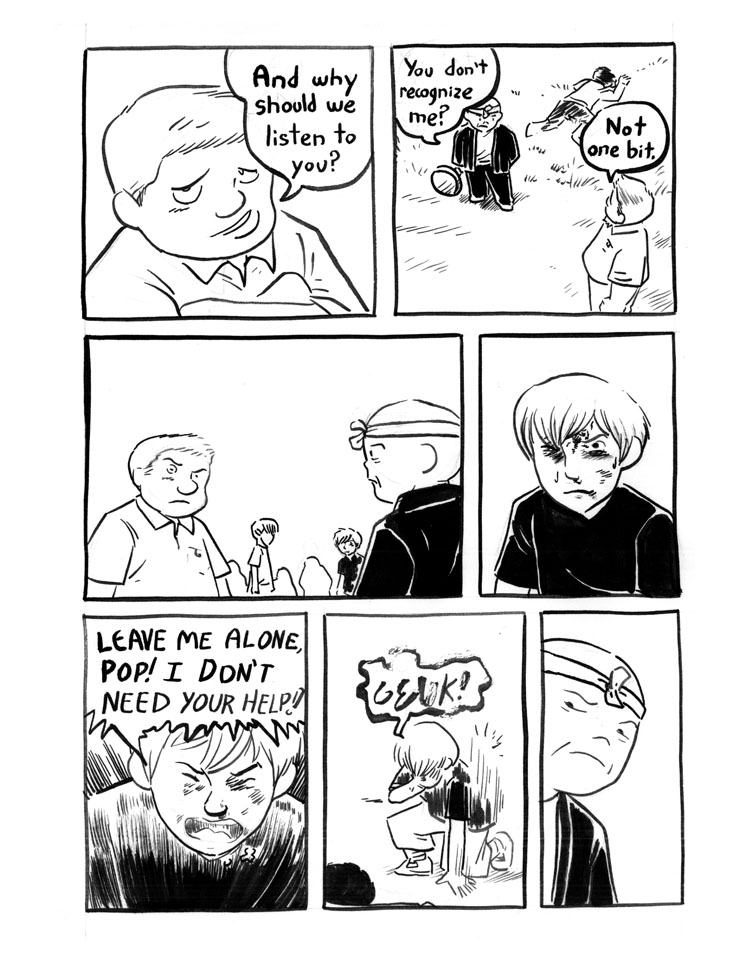 And why
should we
listen to
you?
You don't
recognize
me?
Not
one bit.
LEAVE ME ALONE,
POP! I DON'T
NEED YOUR HELP!!